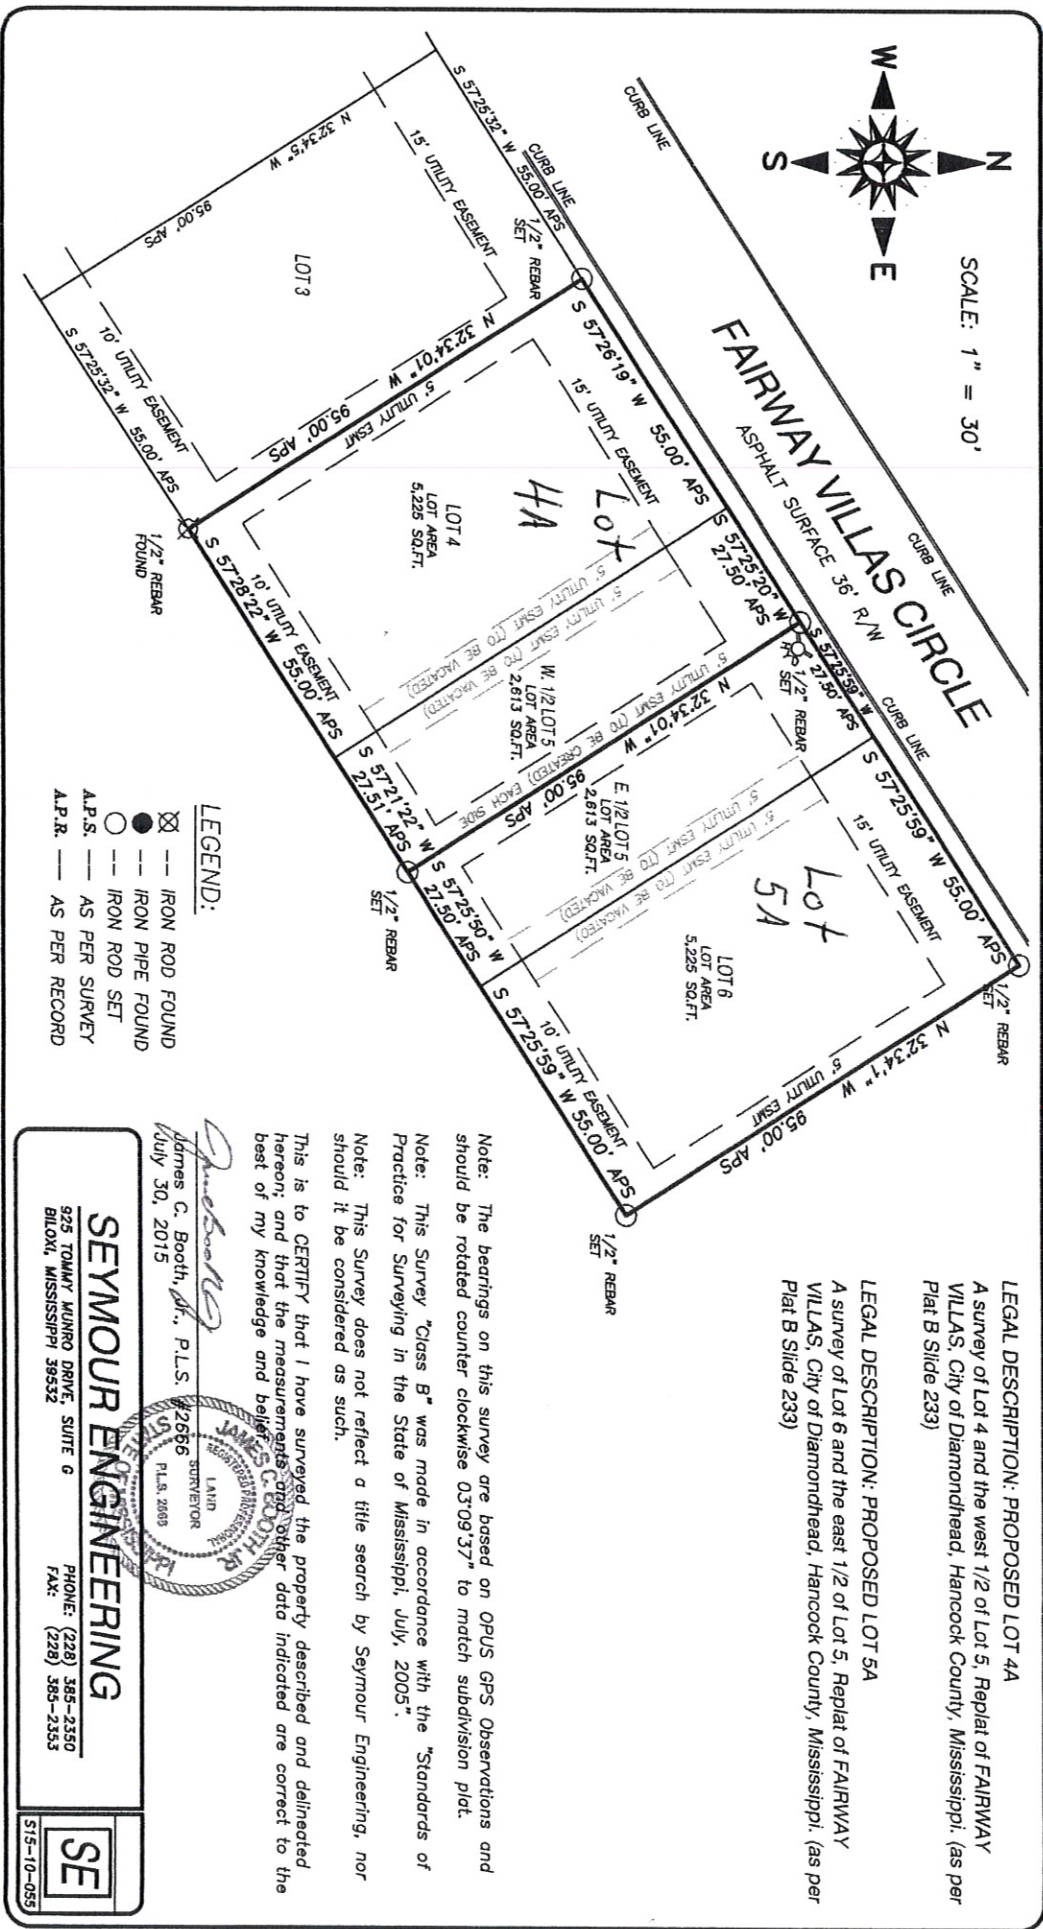 N
W
E
S
SCALE: 1" = 30'
CURB LINE
CURB LINE
FAIRWAY VILLAS CIRCLE
ASPHALT SURFACE 36' R/W
CURB LINE
CURB LINE
S 57°25'32" W 55.00' APS
15' UTILITY EASEMENT
N 32°34'5" W
95.00' APS
LOT 3
10' UTILITY EASEMENT
S 57°25'32" W 55.00' APS
1/2" REBAR
SET
S 57°26'19" W 55.00' APS
15' UTILITY EASEMENT
N 32°34'01" W
95.00' APS
5' UTILITY ESMT
Lot
4A
LOT 4
LOT AREA
5,225 SQ.FT.
10' UTILITY EASEMENT
S 57°28'22" W 55.00' APS
1/2" REBAR
FOUND
S 57°25'20" W
27.50' APS
5' UTILITY ESMT (TO BE VACATED)
5' UTILITY ESMT (TO BE VACATED)
W. 1/2 LOT 5
LOT AREA
2,613 SQ.FT.
S 57°21'22" W
27.51' APS
1/2" REBAR
SET
S 57°25'59" W
27.50' APS
N 32°34'01" W
95.00' APS
5' UTILITY ESMT (TO BE CREATED) EACH SIDE
E. 1/2 LOT 5
LOT AREA
2,613 SQ.FT.
5' UTILITY ESMT (TO BE VACATED)
5' UTILITY ESMT (TO BE VACATED)
S 57°25'50" W
27.50' APS
1/2" REBAR
SET
S 57°25'59" W 55.00' APS
15' UTILITY EASEMENT
Lot
5A
LOT 6
LOT AREA
5,225 SQ.FT.
1/2" REBAR
SET
N 32°34'1" W
95.00' APS
5' UTILITY ESMT
10' UTILITY EASEMENT
S 57°25'59" W 55.00' APS
1/2" REBAR
SET
LEGEND:
-- IRON ROD FOUND
-- IRON PIPE FOUND
-- IRON ROD SET
A.P.S. -- AS PER SURVEY
A.P.R. -- AS PER RECORD
LEGAL DESCRIPTION: PROPOSED LOT 4A
A survey of Lot 4 and the west 1/2 of Lot 5, Replat of FAIRWAY
VILLAS, City of Diamondhead, Hancock County, Mississippi. (as per
Plat B Slide 233)
LEGAL DESCRIPTION: PROPOSED LOT 5A
A survey of Lot 6 and the east 1/2 of Lot 5, Replat of FAIRWAY
VILLAS, City of Diamondhead, Hancock County, Mississippi. (as per
Plat B Slide 233)
Note: The bearings on this survey are based on OPUS GPS Observations and
should be rotated counter clockwise 03°09'37" to match subdivision plat.
Note: This Survey "Class B" was made in accordance with the "Standards of
Practice for Surveying in the State of Mississippi, July, 2005".
Note: This Survey does not reflect a title search by Seymour Engineering, nor
should it be considered as such.
This is to CERTIFY that I have surveyed the property described and delineated
hereon; and that the measurements and other data indicated are correct to the
best of my knowledge and belief.
James C. Booth, Jr., P.L.S. #2666
July 30, 2015
JAMES C. BOOTH JR
REGISTERED PROFESSIONAL
LAND
SURVEYOR
P.L.S. 2666
STATE OF MISSISSIPPI
SEYMOUR ENGINEERING
925 TOMMY MUNRO DRIVE, SUITE G
BILOXI, MISSISSIPPI 39532
PHONE: (228) 385-2350
FAX: (228) 385-2353
SE
S15-10-055